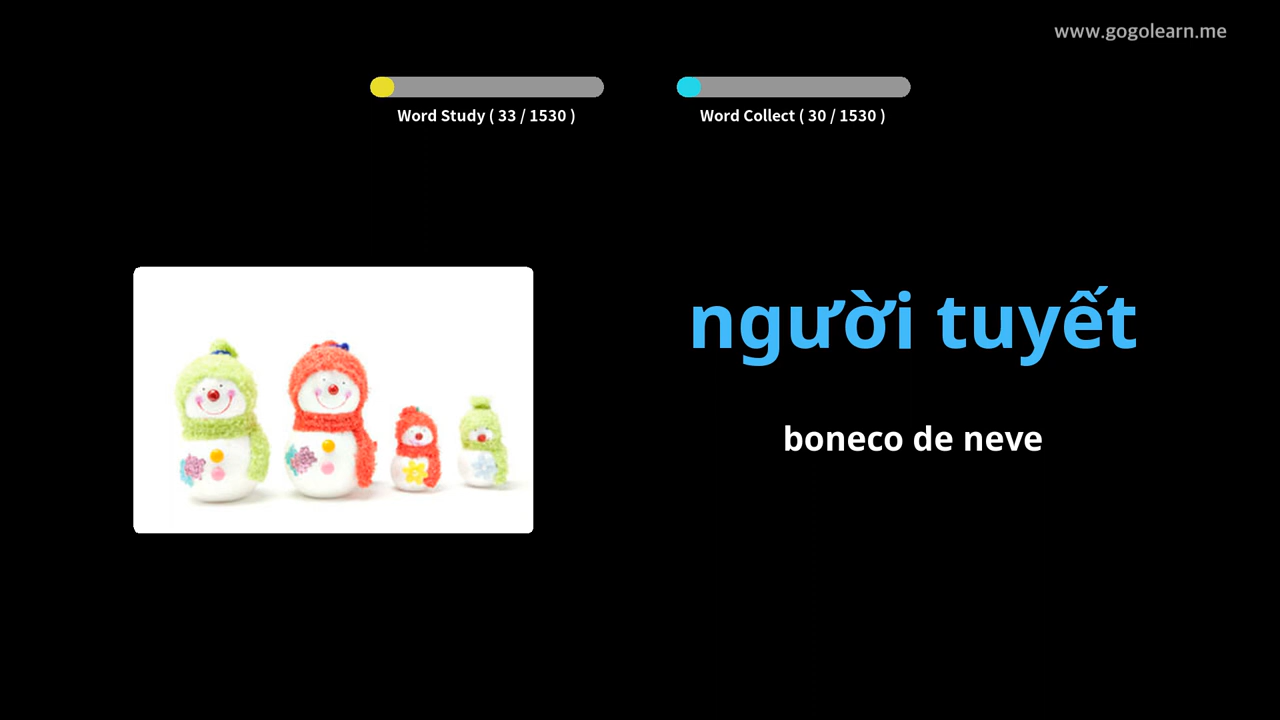 www.gogolearn.me
Word Study ( 33 / 1530 )
Word Collect ( 30 / 1530 )
người tuyết
boneco de neve